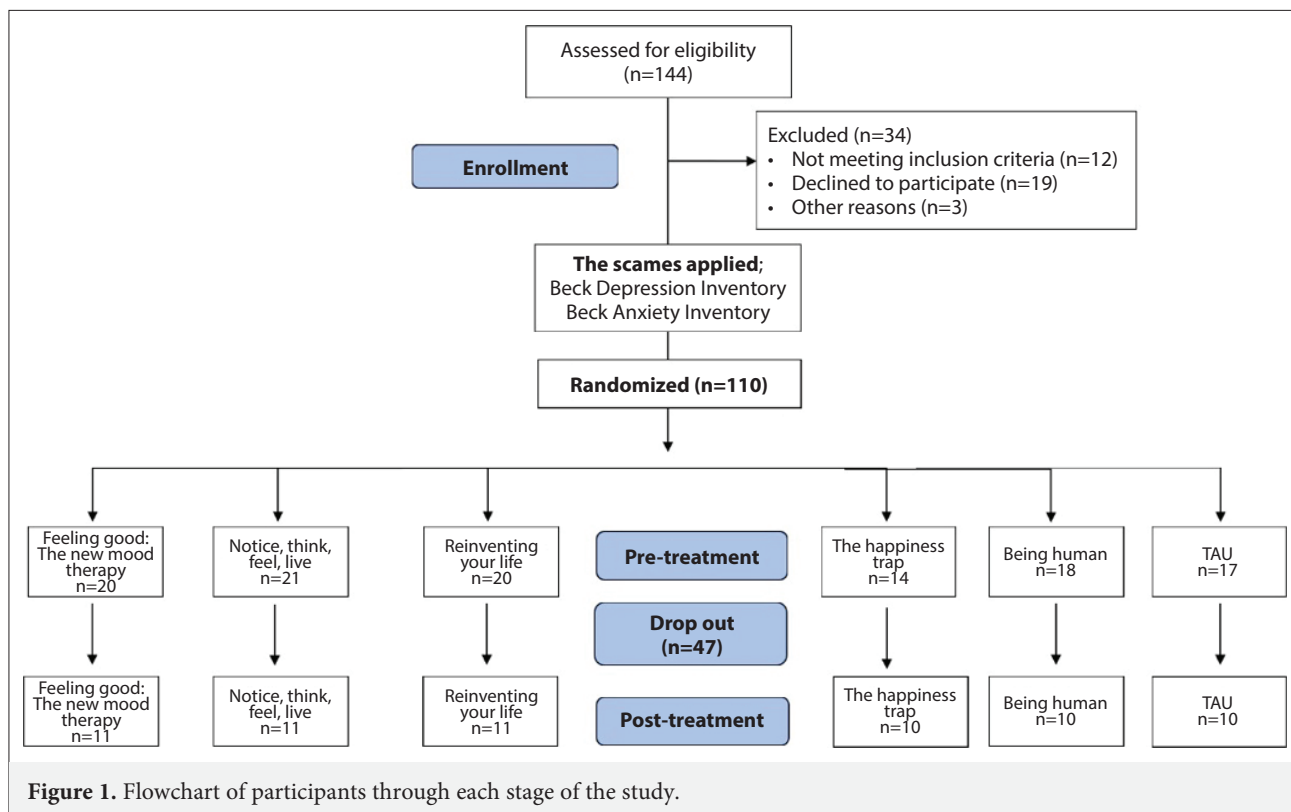 Assessed for eligibility
(n=144)
Excluded (n=34)
• Not meeting inclusion criteria (n=12)
• Declined to participate (n=19)
• Other reasons (n=3)
Enrollment
The scames applied;
Beck Depression Inventory
Beck Anxiety Inventory
Randomized (n=110)
Feeling good:
The new mood
therapy
n=20
Notice, think,
feel, live
n=21
Reinventing
your life
n=20
Pre-treatment
The happiness
trap
n=14
Being human
n=18
TAU
n=17
Drop out
(n=47)
Feeling good:
The new mood
therapy
n=11
Notice, think,
feel, live
n=11
Reinventing
your life
n=11
Post-treatment
The happiness
trap
n=10
Being human
n=10
TAU
n=10
Figure 1. Flowchart of participants through each stage of the study.